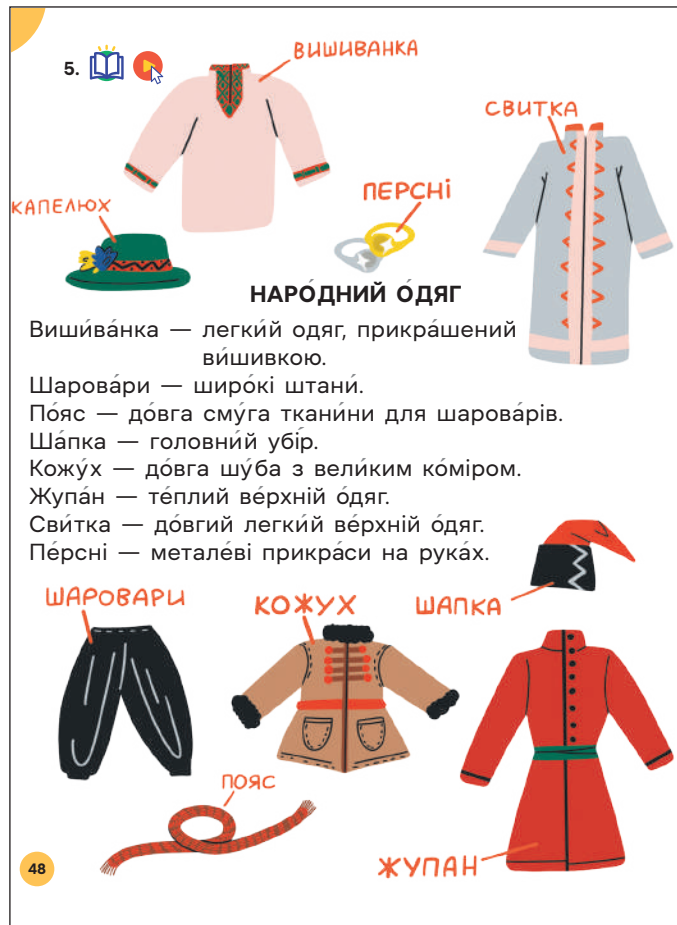 5.
ВИШИВАНКА
СВИТКА
КАПЕЛЮХ
ПЕРСНІ
НАРО́ДНИЙ О́ДЯГ
Виши́ва́нка — легки́й одяг, прикра́шений
ви́шивкою.
Шарова́ри — широ́кі штани́.
По́яс — до́вга сму́га ткани́ни для шарова́рів.
Ша́пка — головни́й убі́р.
Кожу́х — до́вга шу́ба з вели́ким ко́міром.
Жупа́н — те́плий ве́рхній о́дяг.
Сви́тка — до́вгий легки́й ве́рхній о́дяг.
Пе́рсні — метале́ві прикра́си на рука́х.
ШАРОВАРИ
КОЖУХ
ШАПКА
ПОЯС
ЖУПАН
48